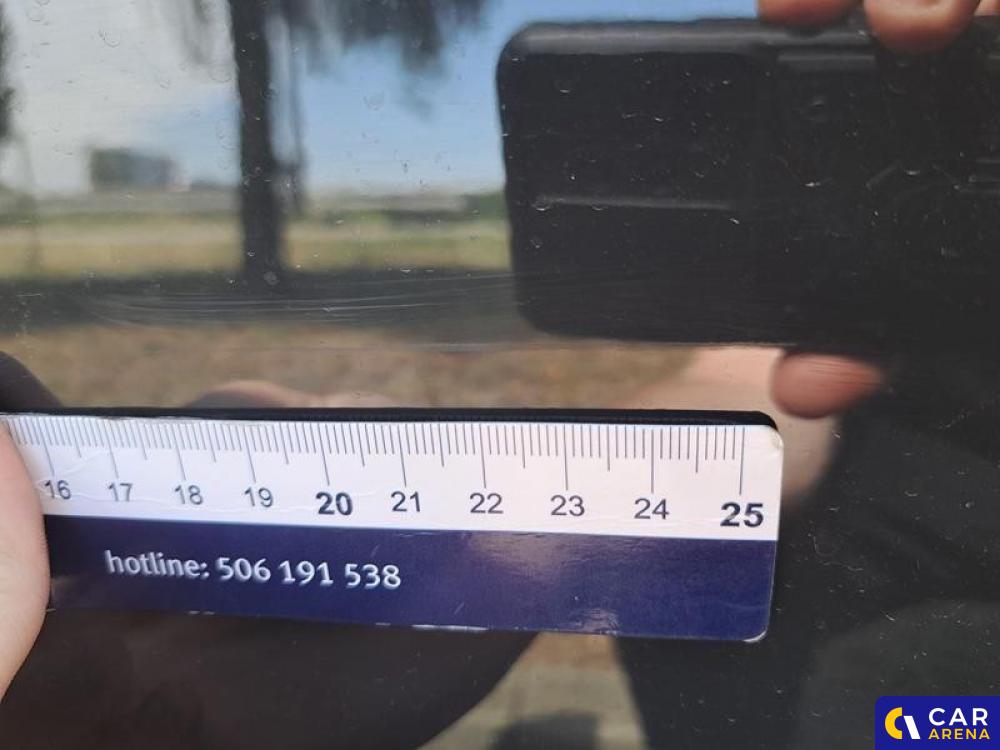 16 17 18 19 20 21 22 23 24 25
hotline: 506 191 538
CAR
ARENA